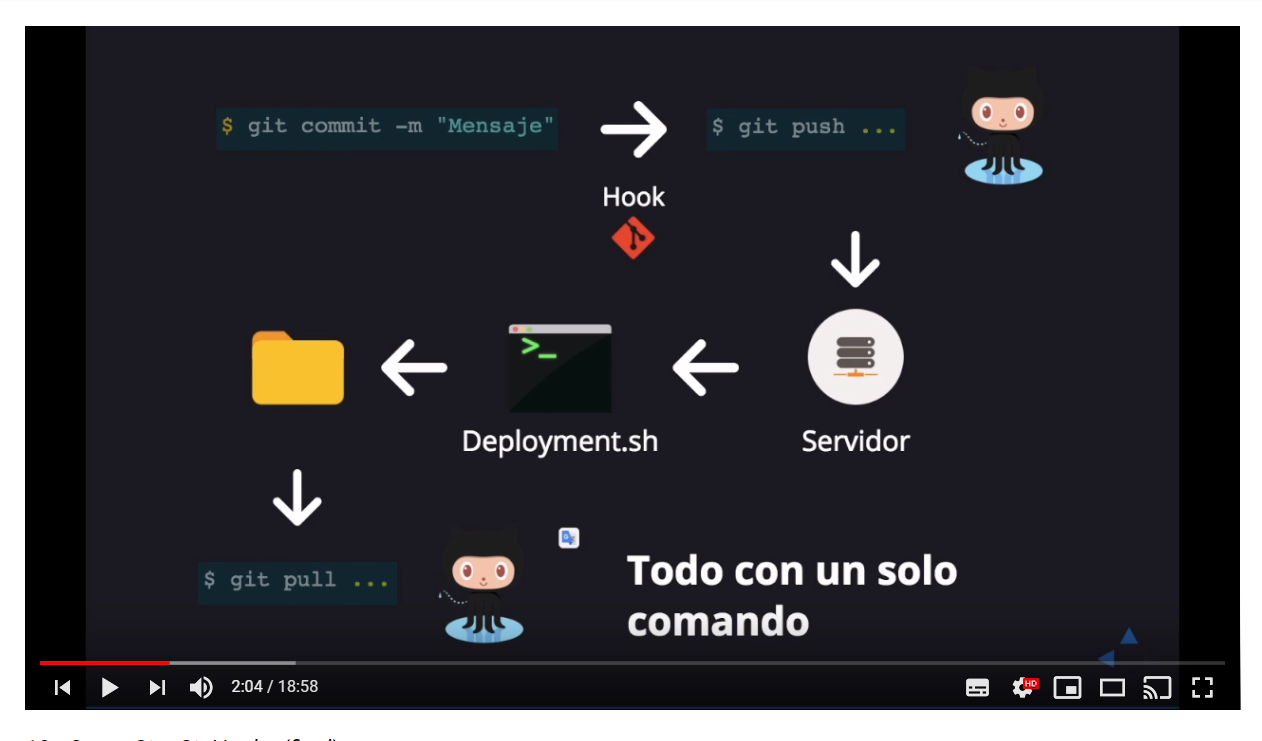 $ git commit -m "Mensaje"
$ git push ...
Hook
>_
Deployment.sh
Servidor
$ git pull ...
Todo con un solo
comando
2:04 / 18:58
HD